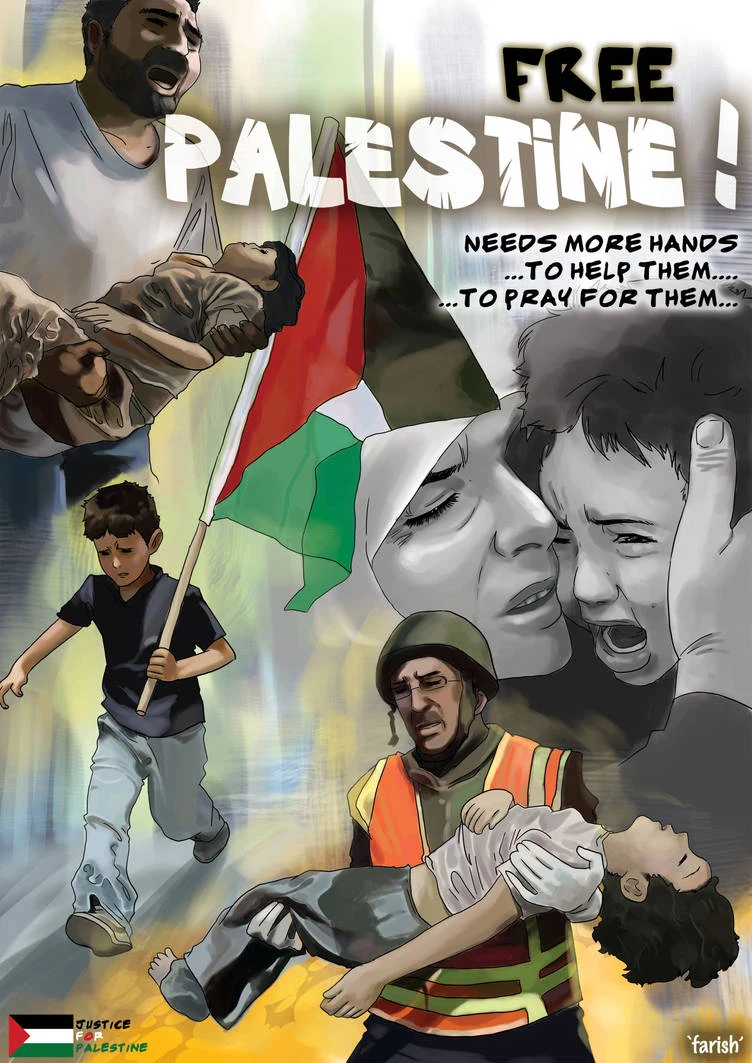 FREE
PALESTiNE !
NEEDS MORE HANDS
...TO HELP THEM....
...TO PRAY FOR THEM...
JUSTICE
FOR
PALESTINE
‘farish’